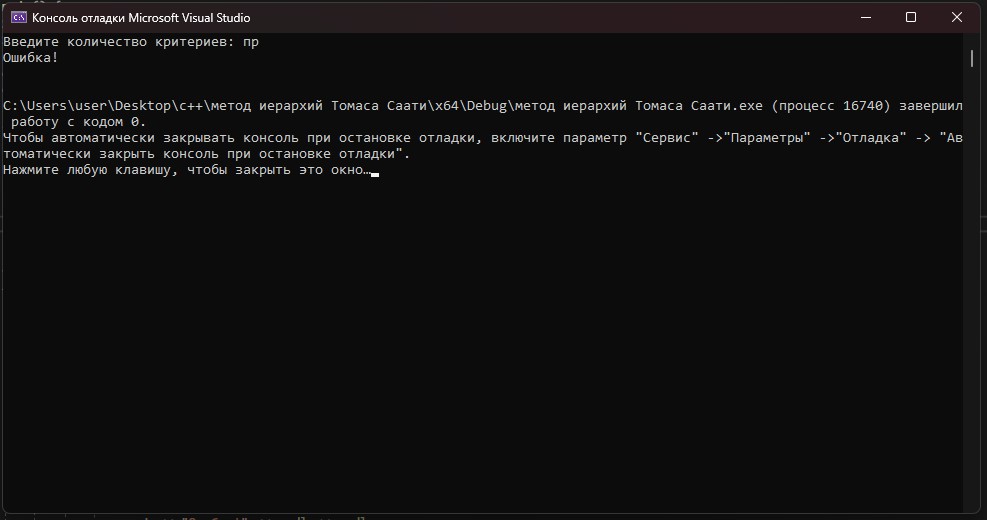 Консоль отладки Microsoft Visual Studio
Введите количество критериев: пр
Ошибка!
C:\Users\user\Desktop\c++\метод иерархий Томаса Саати\x64\Debug\метод иерархий Томаса Саати.exe (процесс 16740) завершил
работу с кодом 0.
Чтобы автоматически закрывать консоль при остановке отладки, включите параметр "Сервис" ->"Параметры" ->"Отладка" -> "Ав
томатически закрыть консоль при остановке отладки".
Нажмите любую клавишу, чтобы закрыть это окно…